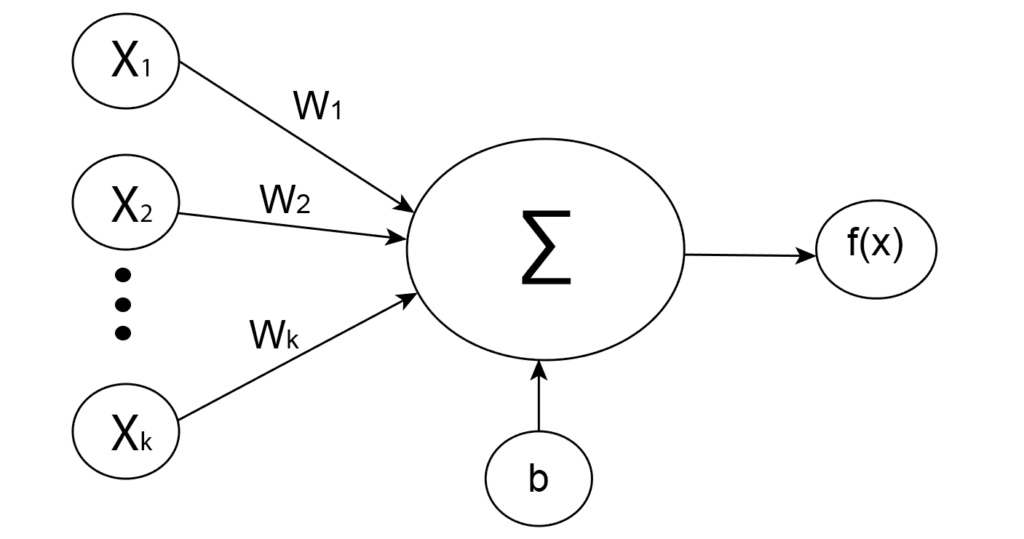 X₁
W₁
X₂
W₂
∑
f(x)
Wₖ
Xₖ
b